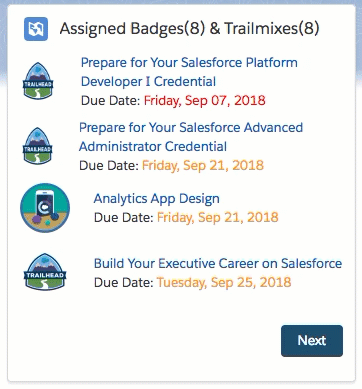 Assigned Badges(8) & Trailmixes(8)
TRAILHEAD
Prepare for Your Salesforce Platform
Developer I Credential
Due Date: Friday, Sep 07, 2018
TRAILHEAD
Prepare for Your Salesforce Advanced
Administrator Credential
Due Date: Friday, Sep 21, 2018
Analytics App Design
Due Date: Friday, Sep 21, 2018
TRAILHEAD
Build Your Executive Career on Salesforce
Due Date: Tuesday, Sep 25, 2018
Next